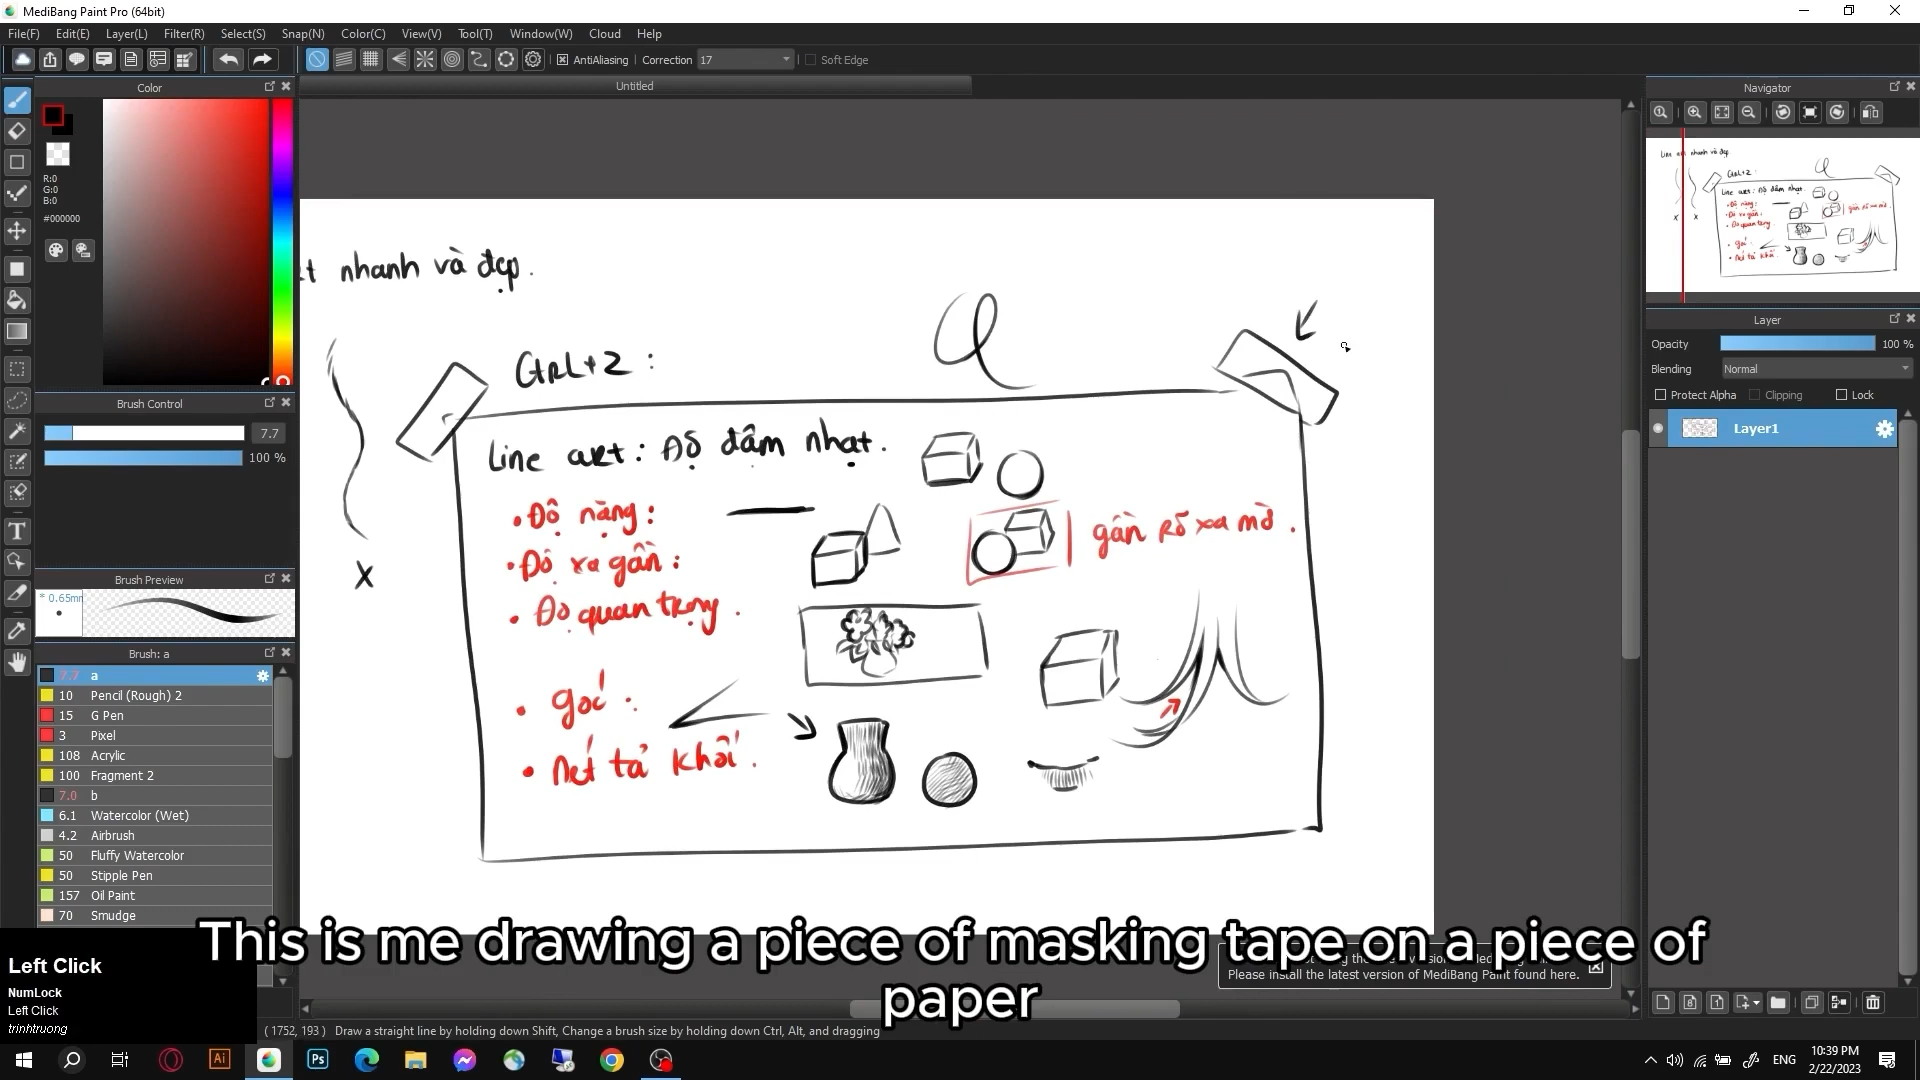 MediBang Paint Pro (64bit)
File(F) Edit(E) Layer(L) Filter(R) Select(S) Snap(N) Color(C) View(V) Tool(T) Window(W) Cloud Help
AntiAliasing Correction 17 Soft Edge
Untitled
Color
R:0
G:0
B:0
#000000
Brush Control
7.7
100 %
Brush Preview
* 0.65mm
Brush: a
7.7 a
10 Pencil (Rough) 2
15 G Pen
3 Pixel
108 Acrylic
100 Fragment 2
7.0 b
6.1 Watercolor (Wet)
4.2 Airbrush
50 Fluffy Watercolor
50 Stipple Pen
157 Oil Paint
70 Smudge
nhanh và đẹp.
Ctrl+Z :
Line art : Độ đậm nhạt.
• Độ nặng :
• Độ xa gần :
• Độ quan trọng .
• góc :
• Nét tả khối .
gần rõ xa mờ .
x
Navigator
Layer
Opacity 100 %
Blending Normal
Protect Alpha Clipping Lock
Layer1
Please install the latest version of MediBang Paint found here.
This is me drawing a piece of masking tape on a piece of
paper
Left Click
NumLock
Left Click
trinhtruong
( 1752, 193 ) Draw a straight line by holding down Shift, Change a brush size by holding down Ctrl, Alt, and dragging
ENG
10:39 PM
2/22/2023